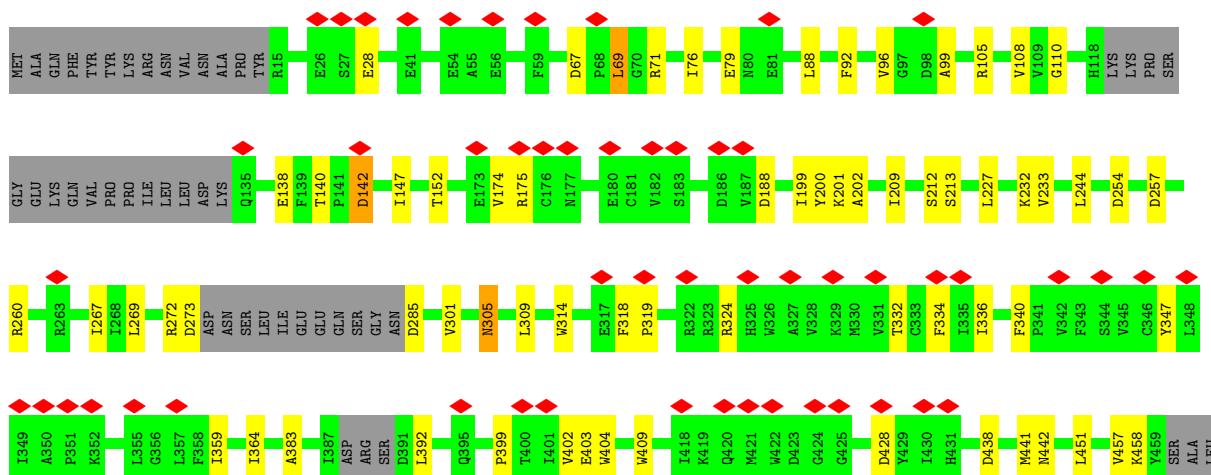 MET ALA GLN PHE TYR TYR LYS ARG ASN VAL ASN ALA PRO TYR R15 E26 S27 E28 E41 E54 A55 E56 F59 D67 P68 L69 G70 R71 I76 E79 N80 E81 L88 F92 V96 G97 D98 A99 R105 V108 V109 G110 H118 LYS LYS PRO SER
GLY GLU LYS GLN VAL PRO PRO ILE LEU LEU ASP LYS Q135 E138 F139 T140 P141 D142 I147 T152 E173 V174 R175 C176 N177 E180 C181 V182 S183 D186 V187 D188 I199 Y200 K201 A202 I209 S212 S213 L227 K232 V233 L244 D254 D257
R260 R263 I267 I268 L269 R272 D273 ASP ASN SER LEU ILE GLU GLU GLN SER GLY ASN D285 V301 N305 L309 W314 E317 F318 P319 R322 R323 R324 H325 W326 A327 V328 K329 M330 V331 T332 C333 F334 I335 I336 F340 P341 V342 F343 S344 V345 C346 Y347 L348
I349 A350 P351 K352 L355 G356 L357 F358 I359 I364 A383 I387 ASP ARG SER D391 L392 Q395 P399 T400 I401 V402 E403 W404 W409 I418 K419 Q420 M421 W422 D423 G424 G425 D428 Y429 I430 H431 D438 M441 N442 L451 V457 K458 Y459 SER ALA LEU